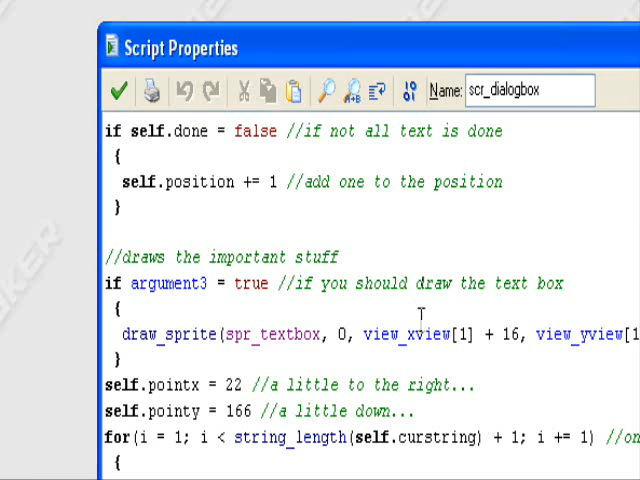 Script Properties
Name: scr_dialogbox
if self.done = false //if not all text is done
{
self.position += 1 //add one to the position
}
//draws the important stuff
if argument3 = true //if you should draw the text box
{
draw_sprite(spr_textbox, 0, view_xview[1] + 16, view_yview[1
}
self.pointx = 22 //a little to the right...
self.pointy = 166 //a little down...
for(i = 1; i < string_length(self.curstring) + 1; i += 1) //on
{